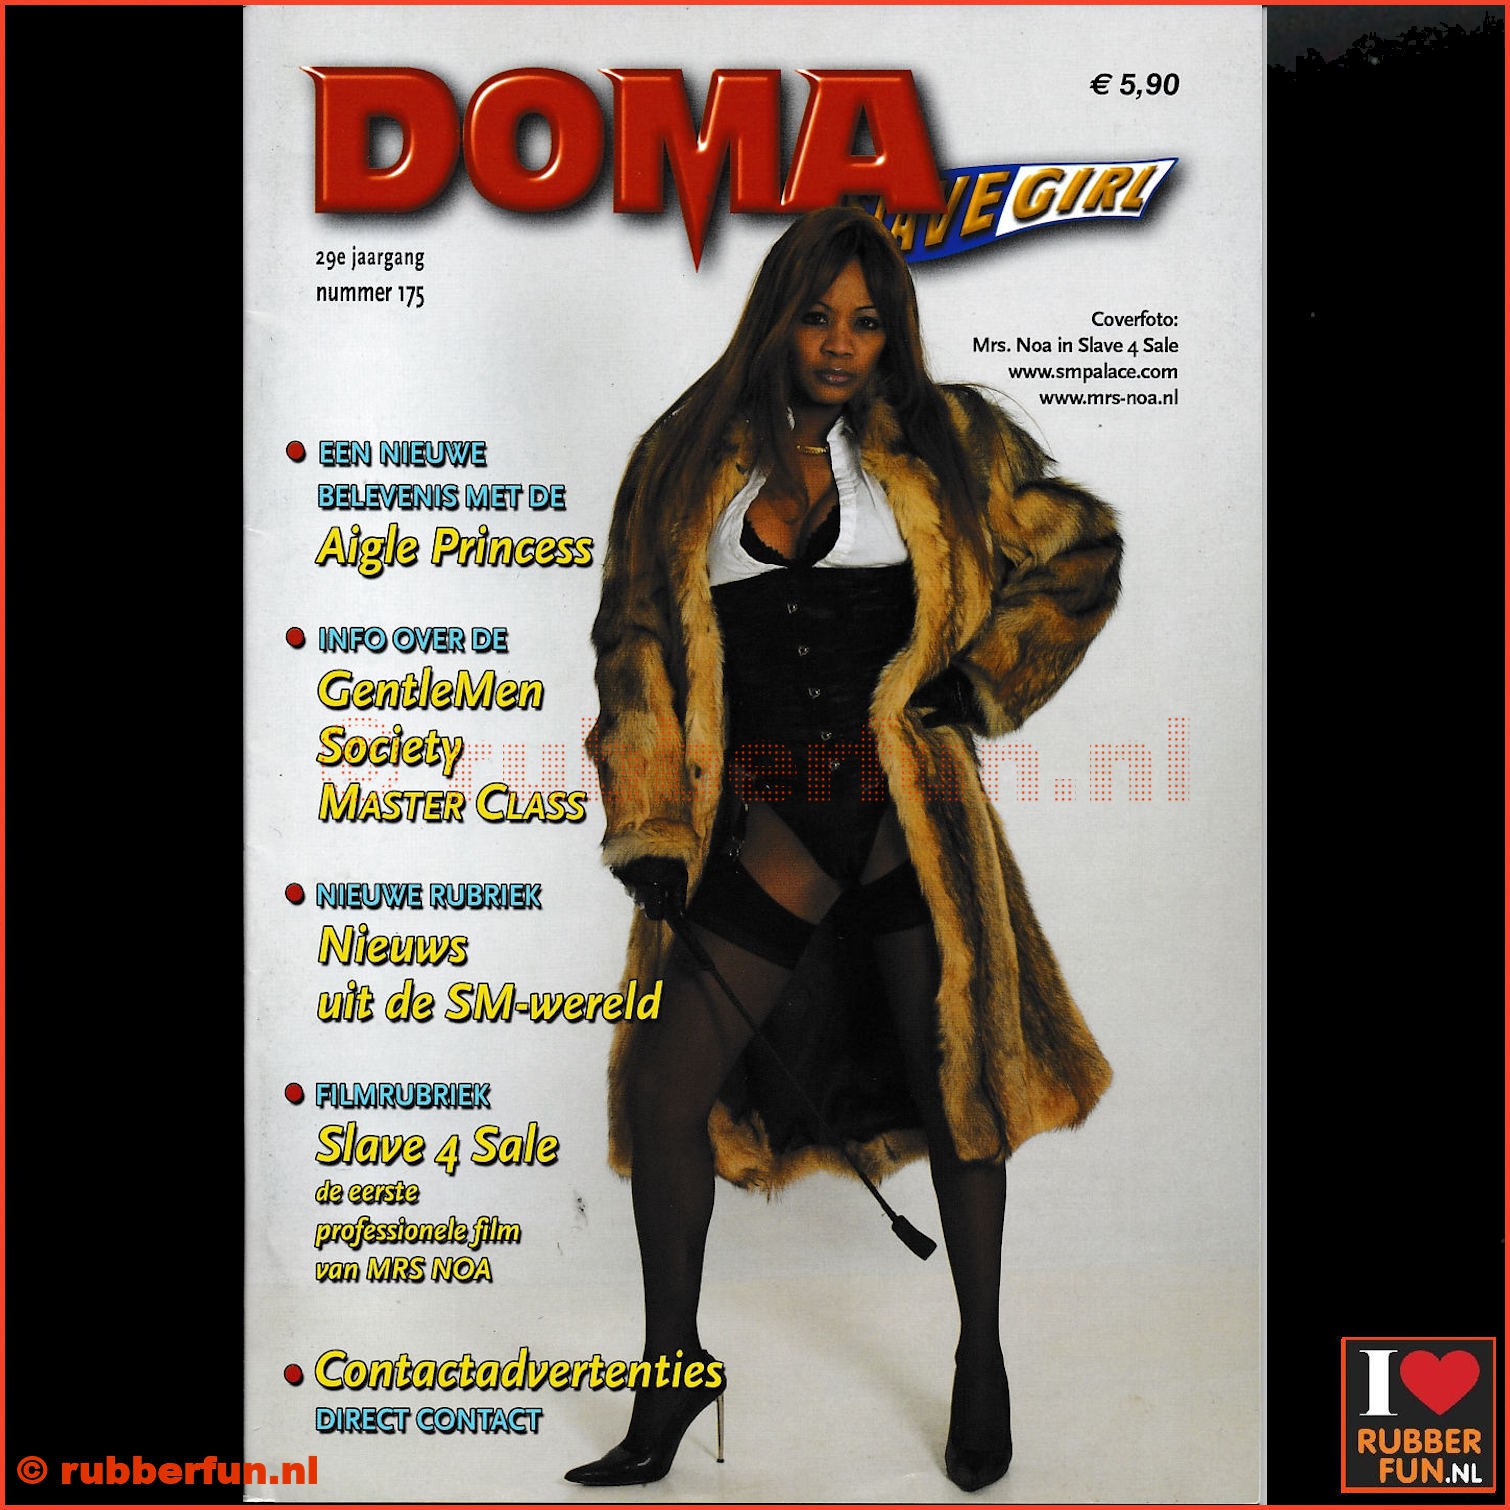 DOMA
€ 5,90
SLAVE GIRL
29e jaargang
nummer 175
Coverfoto:
Mrs. Noa in Slave 4 Sale
www.smpalace.com
www.mrs-noa.nl
EEN NIEUWE
BELEVENIS MET DE
Aigle Princess
INFO OVER DE
GentleMen
Society
MASTER CLASS
© rubberfun.nl
NIEUWE RUBRIEK
Nieuws
uit de SM-wereld
FILMRUBRIEK
Slave 4 Sale
de eerste
professionele film
van MRS NOA
Contactadvertenties
DIRECT CONTACT
© rubberfun.nl
I
RUBBER
FUN.NL